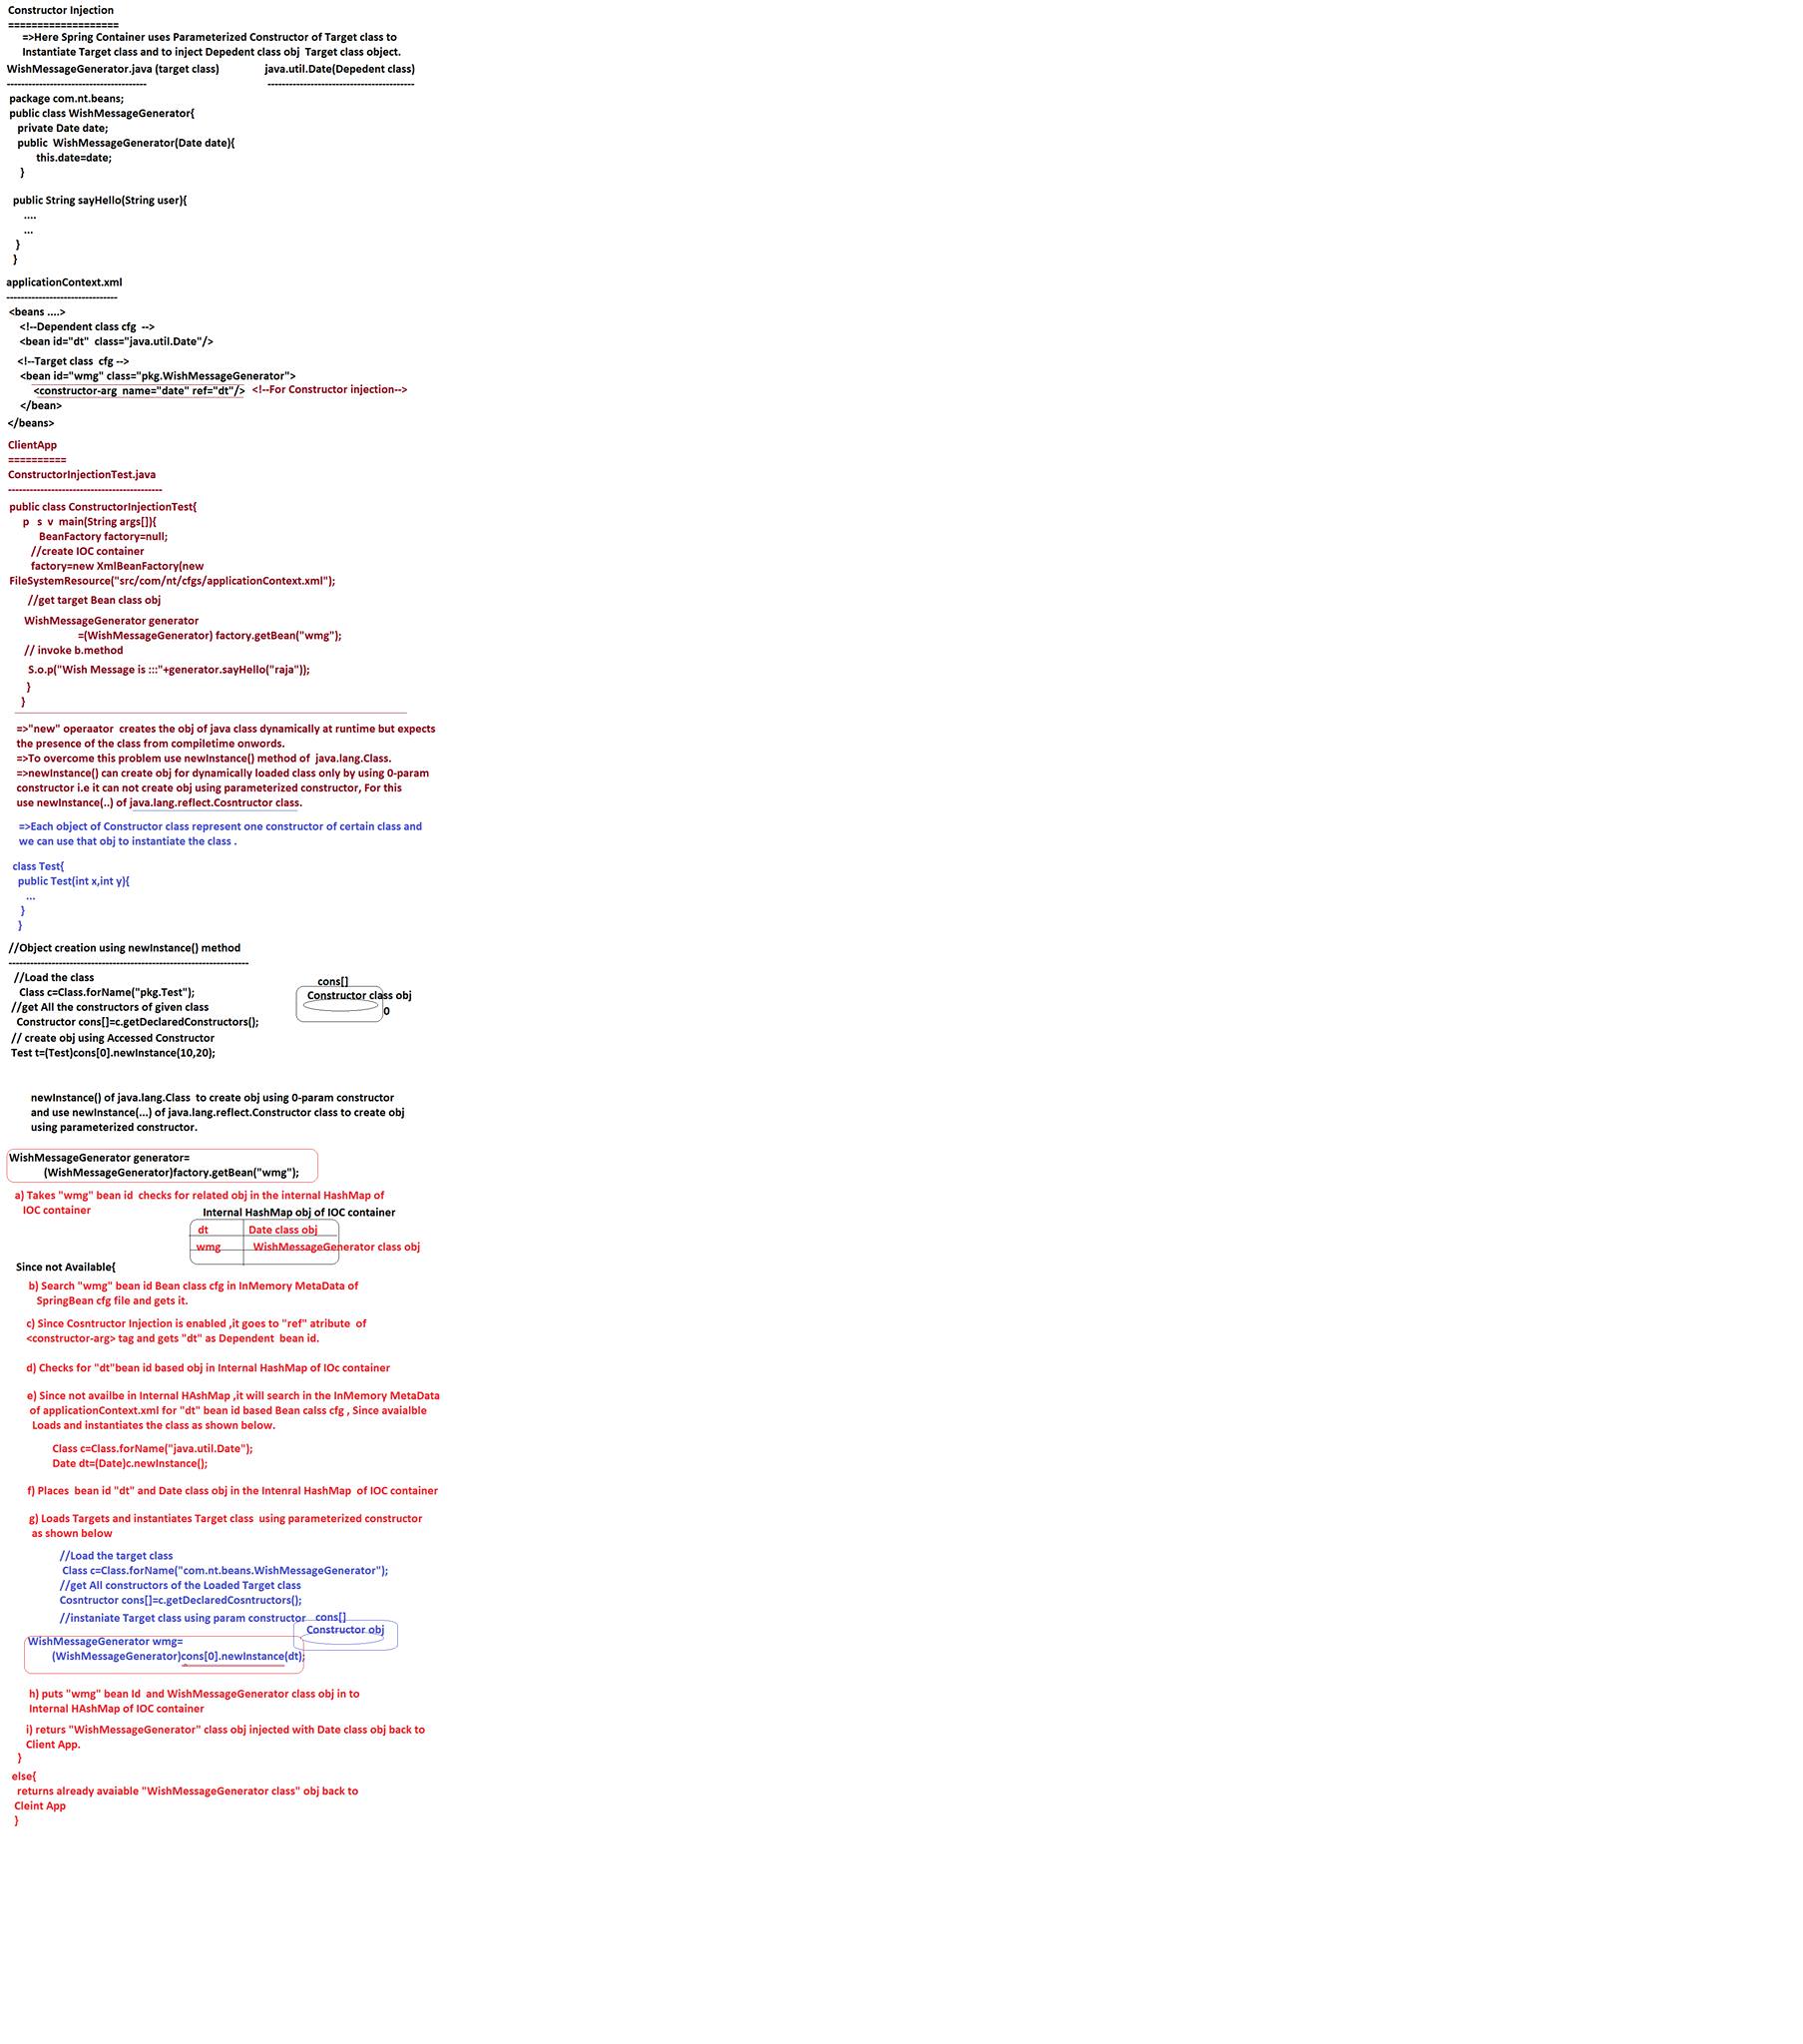 Constructor Injection
===================
=>Here Spring Container uses Parameterized Constructor of Target class to
Instantiate Target class and to inject Depedent class obj  Target class object.
WishMessageGenerator.java (target class)
java.util.Date(Depedent class)
---------------------------------------
-----------------------------------------
package com.nt.beans;
public class WishMessageGenerator{
private Date date;
public  WishMessageGenerator(Date date){
this.date=date;
}
public String sayHello(String user){
....
...
}
}
applicationContext.xml
-------------------------------
<beans ....>
<!--Dependent class cfg  -->
<bean id="dt"  class="java.util.Date"/>
<!--Target class  cfg -->
<bean id="wmg" class="pkg.WishMessageGenerator">
<constructor-arg  name="date" ref="dt"/>  <!--For Constructor injection-->
</bean>
</beans>
ClientApp
==========
ConstructorInjectionTest.java
-------------------------------------------
public class ConstructorInjectionTest{
p   s  v  main(String args[]){
BeanFactory factory=null;
//create IOC container
factory=new XmlBeanFactory(new
FileSystemResource("src/com/nt/cfgs/applicationContext.xml");
//get target Bean class obj
WishMessageGenerator generator
=(WishMessageGenerator) factory.getBean("wmg");
// invoke b.method
S.o.p("Wish Message is :::"+generator.sayHello("raja"));
}
}
=>"new" operaator  creates the obj of java class dynamically at runtime but expects
the presence of the class from compiletime onwords.
=>To overcome this problem use newInstance() method of  java.lang.Class.
=>newInstance() can create obj for dynamically loaded class only by using 0-param
constructor i.e it can not create obj using parameterized constructor, For this
use newInstance(..) of java.lang.reflect.Cosntructor class.
=>Each object of Constructor class represent one constructor of certain class and
we can use that obj to instantiate the class .
class Test{
public Test(int x,int y){
...
}
}
//Object creation using newInstance() method
-------------------------------------------------------------------
//Load the class
Class c=Class.forName("pkg.Test");
//get All the constructors of given class
Constructor cons[]=c.getDeclaredConstructors();
// create obj using Accessed Constructor
Test t=(Test)cons[0].newInstance(10,20);
cons[]
Constructor class obj
0
newInstance() of java.lang.Class  to create obj using 0-param constructor
and use newInstance(...) of java.lang.reflect.Constructor class to create obj
using parameterized constructor.
WishMessageGenerator generator=
(WishMessageGenerator)factory.getBean("wmg");
a) Takes "wmg" bean id  checks for related obj in the internal HashMap of
IOC container
Internal HashMap obj of IOC container
dt  Date class obj
wmg  WishMessageGenerator class obj
Since not Available{
b) Search "wmg" bean id Bean class cfg in InMemory MetaData of
SpringBean cfg file and gets it.
c) Since Cosntructor Injection is enabled ,it goes to "ref" atribute  of
<constructor-arg> tag and gets "dt" as Dependent  bean id.
d) Checks for "dt"bean id based obj in Internal HashMap of IOc container
e) Since not availbe in Internal HAshMap ,it will search in the InMemory MetaData
of applicationContext.xml for "dt" bean id based Bean calss cfg , Since avaialble
Loads and instantiates the class as shown below.
Class c=Class.forName("java.util.Date");
Date dt=(Date)c.newInstance();
f) Places  bean id "dt" and Date class obj in the Intenral HashMap  of IOC container
g) Loads Targets and instantiates Target class  using parameterized constructor
as shown below
//Load the target class
Class c=Class.forName("com.nt.beans.WishMessageGenerator");
//get All constructors of the Loaded Target class
Cosntructor cons[]=c.getDeclaredCosntructors();
//instaniate Target class using param constructor
cons[]
Constructor obj
WishMessageGenerator wmg=
(WishMessageGenerator)cons[0].newInstance(dt);
h) puts "wmg" bean Id  and WishMessageGenerator class obj in to
Internal HAshMap of IOC container
i) returs "WishMessageGenerator" class obj injected with Date class obj back to
Client App.
}
else{
returns already avaiable "WishMessageGenerator class" obj back to
Cleint App
}